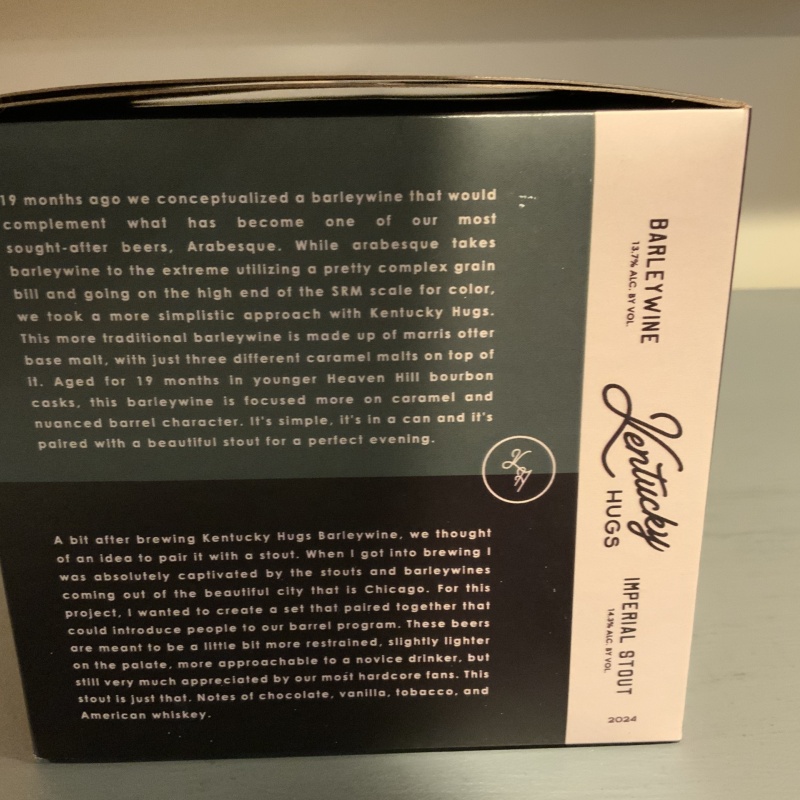 19 months ago we conceptualized a barleywine that would
complement what has become one of our most
sought-after beers, Arabesque. While arabesque takes
barleywine to the extreme utilizing a pretty complex grain
bill and going on the high end of the SRM scale for color,
we took a more simplistic approach with Kentucky Hugs.
This more traditional barleywine is made up of marris otter
base malt, with just three different caramel malts on top of
it. Aged for 19 months in younger Heaven Hill bourbon
casks, this barleywine is focused more on caramel and
nuanced barrel character. It's simple, it's in a can and it's
paired with a beautiful stout for a perfect evening.
A bit after brewing Kentucky Hugs Barleywine, we thought
of an idea to pair it with a stout. When I got into brewing I
was absolutely captivated by the stouts and barleywines
coming out of the beautiful city that is Chicago. For this
project, I wanted to create a set that paired together that
could introduce people to our barrel program. These beers
are meant to be a little bit more restrained, slightly lighter
on the palate, more approachable to a novice drinker, but
still very much appreciated by our most hardcore fans. This
stout is just that. Notes of chocolate, vanilla, tobacco, and
American whiskey.
BARLEYWINE
13.7% ALC. BY VOL.
Kentucky
HUGS
IMPERIAL STOUT
14.3% ALC. BY VOL.
2024